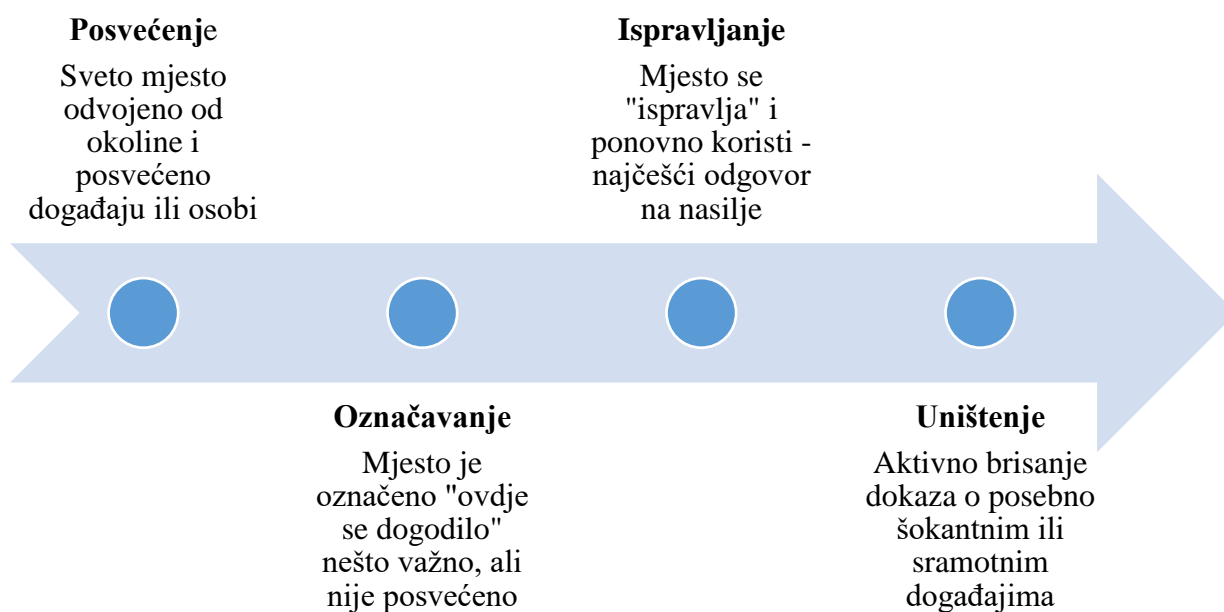 Posvećenje
Sveto mjesto
odvojeno od
okoline i
posvećeno
događaju ili osobi
Označavanje
Mjesto je
označeno "ovdje
se dogodilo"
nešto važno, ali
nije posvećeno
Ispravljanje
Mjesto se
"ispravlja" i
ponovno koristi -
najčešći odgovor
na nasilje
Uništenje
Aktivno brisanje
dokaza o posebno
šokantnim ili
sramotnim
događajima